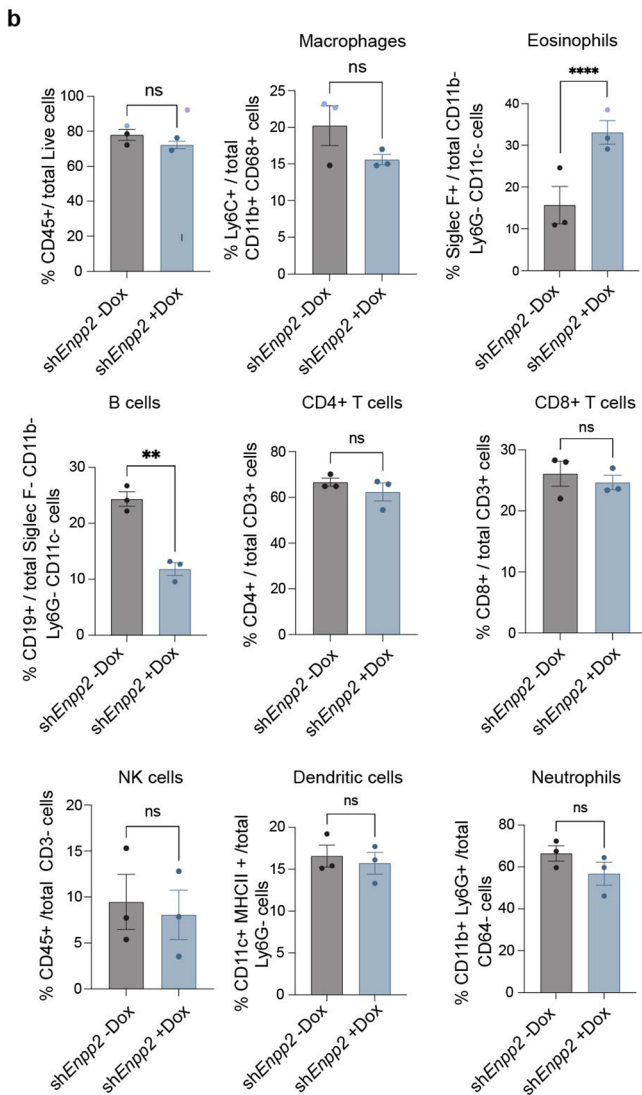 b
ns
% CD45+/ total Live cells
100
80
60
40
20
0
shEnpp2 -Dox
shEnpp2 +Dox
Macrophages
ns
% Ly6C+ / total
CD11b+ CD68+ cells
25
20
15
10
5
0
shEnpp2 -Dox
shEnpp2 +Dox
Eosinophils
****
% Siglec F+ / total CD11b-
Ly6G- CD11c- cells
40
30
20
10
0
shEnpp2 -Dox
shEnpp2 +Dox
B cells
**
% CD19+ / total Siglec F- CD11b-
Ly6G- CD11c- cells
30
20
10
0
shEnpp2 -Dox
shEnpp2 +Dox
CD4+ T cells
ns
% CD4+ / total CD3+ cells
80
60
40
20
0
shEnpp2 -Dox
shEnpp2 +Dox
CD8+ T cells
ns
% CD8+ / total CD3+ cells
30
20
10
0
shEnpp2 -Dox
shEnpp2 +Dox
NK cells
ns
% CD45+ /total CD3- cells
20
15
10
5
0
shEnpp2 -Dox
shEnpp2 +Dox
Dendritic cells
ns
% CD11c+ MHCII + /total
Ly6G- cells
20
15
10
5
0
shEnpp2 -Dox
shEnpp2 +Dox
Neutrophils
ns
% CD11b+ Ly6G+ /total
CD64- cells
80
60
40
20
0
shEnpp2 -Dox
shEnpp2 +Dox